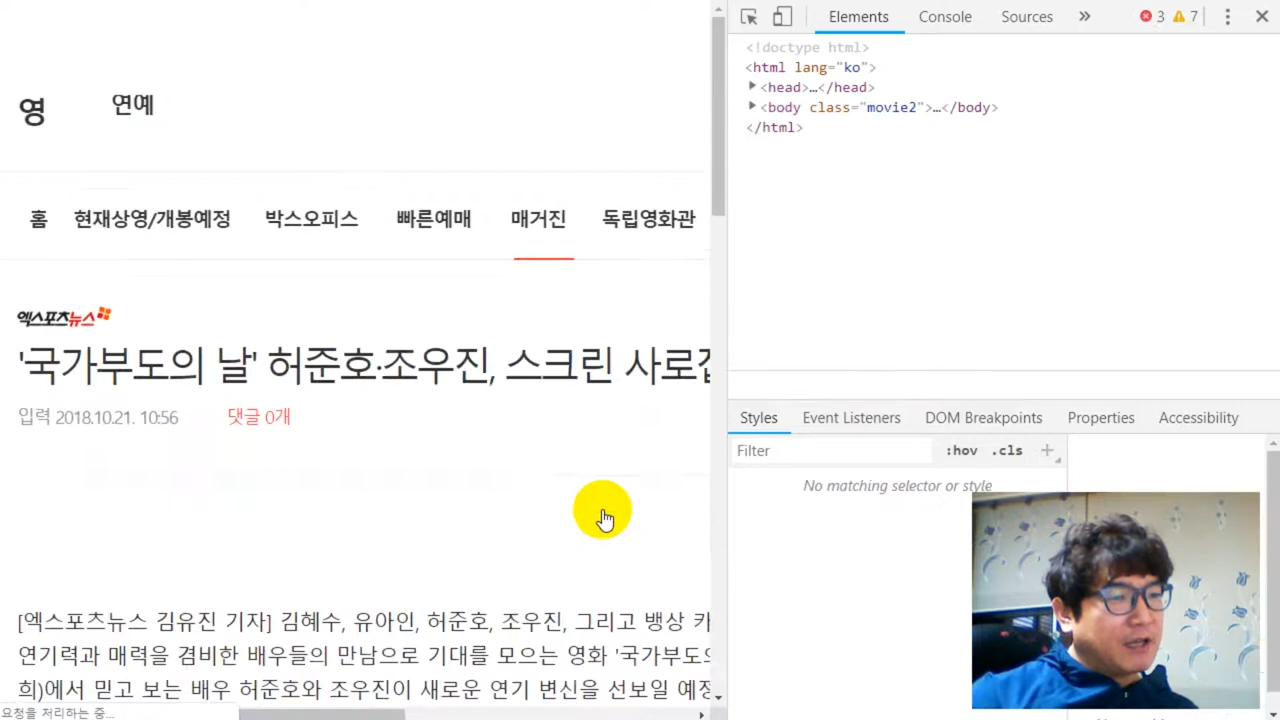 영
연예
홈 현재상영/개봉예정 박스오피스 빠른예매 매거진 독립영화관
엑스포츠뉴스
'국가부도의 날' 허준호·조우진, 스크린 사로잡
입력 2018.10.21. 10:56 댓글 0개
[엑스포츠뉴스 김유진 기자] 김혜수, 유아인, 허준호, 조우진, 그리고 뱅상 카
연기력과 매력을 겸비한 배우들의 만남으로 기대를 모으는 영화 '국가부도의
희)에서 믿고 보는 배우 허준호와 조우진이 새로운 연기 변신을 선보일 예정
요청을 처리하는 중...
Elements Console Sources » 3 7
<!doctype html>
<html lang="ko">
<head>…</head>
<body class="movie2">…</body>
</html>
Styles Event Listeners DOM Breakpoints Properties Accessibility
Filter :hov .cls +
No matching selector or style